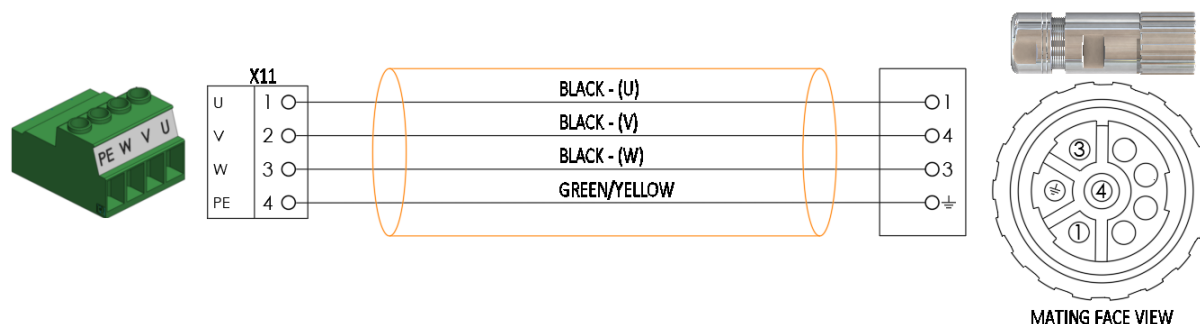 PE W V U
X11
U 1
V 2
W 3
PE 4
BLACK - (U)
BLACK - (V)
BLACK - (W)
GREEN/YELLOW
1
4
3
3
4
1
MATING FACE VIEW